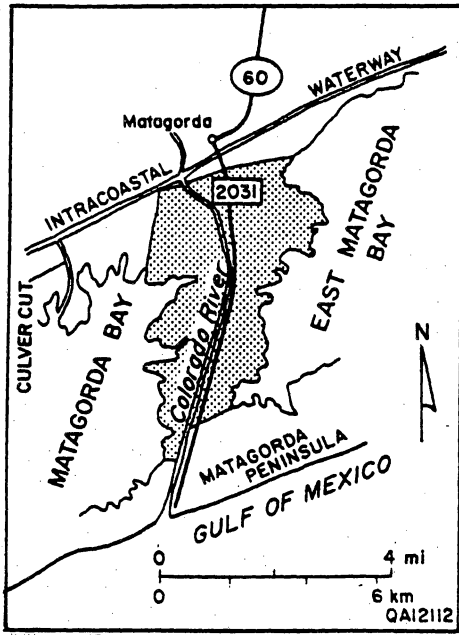 60
WATERWAY
Matagorda
INTRACOASTAL
2031
EAST MATAGORDA
BAY
CULVER CUT
MATAGORDA BAY
Colorado River
N
MATAGORDA
PENINSULA
GULF OF MEXICO
0 4 mi
0 6 km
QA12112